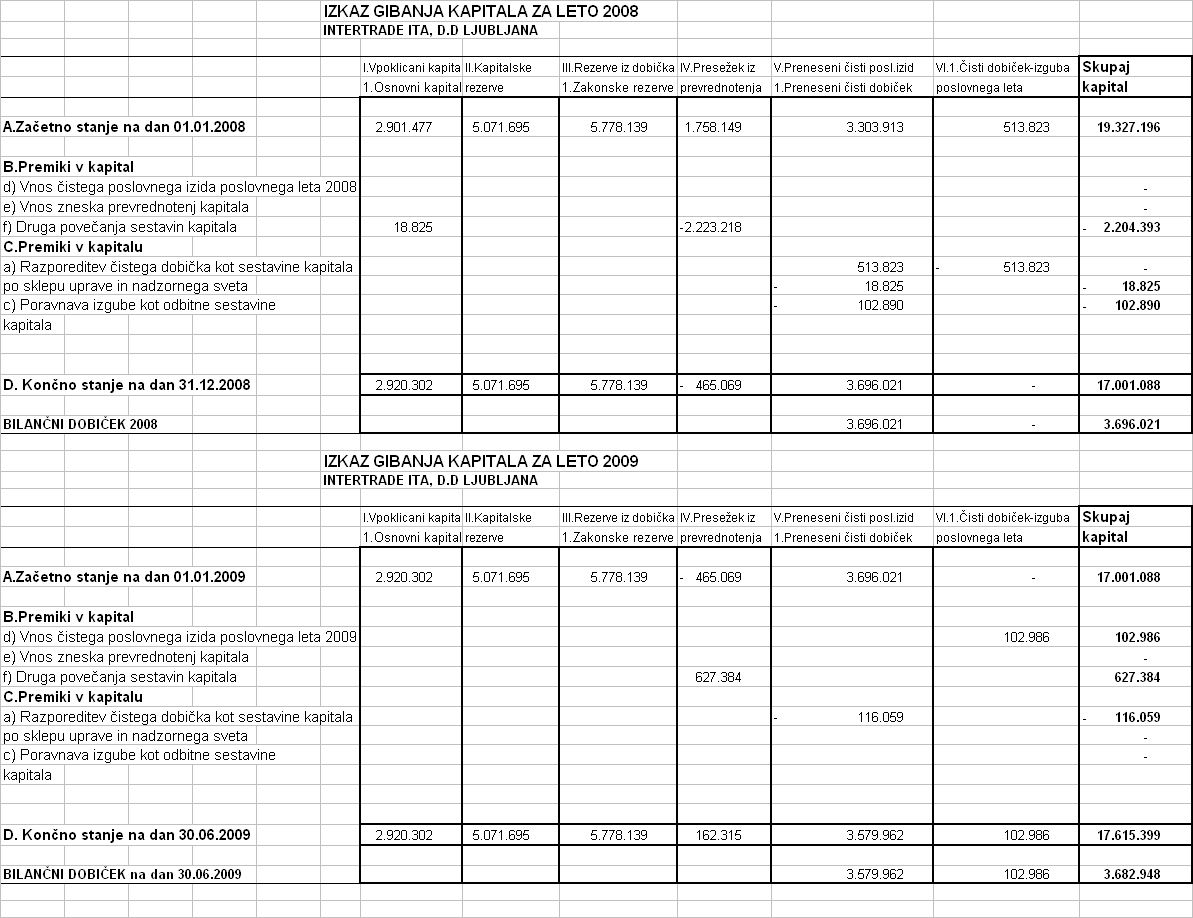 IZKAZ GIBANJA KAPITALA ZA LETO 2008
INTERTRADE ITA, D.D LJUBLJANA
I.Vpoklicani kapita II.Kapitalske III.Rezerve iz dobička IV.Presežek iz V.Preneseni čisti posl.izid VI.1.Čisti dobiček-izguba Skupaj
1.Osnovni kapital rezerve 1.Zakonske rezerve prevrednotenja 1.Preneseni čisti dobiček poslovnega leta kapital
A.Začetno stanje na dan 01.01.2008 2.901.477 5.071.695 5.778.139 1.758.149 3.303.913 513.823 19.327.196
B.Premiki v kapital
d) Vnos čistega poslovnega izida poslovnega leta 2008 -
e) Vnos zneska prevrednotenj kapitala -
f) Druga povečanja sestavin kapitala 18.825 -2.223.218 - 2.204.393
C.Premiki v kapitalu
a) Razporeditev čistega dobička kot sestavine kapitala 513.823 - 513.823 -
po sklepu uprave in nadzornega sveta - 18.825 - 18.825
c) Poravnava izgube kot odbitne sestavine - 102.890 - 102.890
kapitala
D. Končno stanje na dan 31.12.2008 2.920.302 5.071.695 5.778.139 - 465.069 3.696.021 - 17.001.088
BILANČNI DOBIČEK 2008 3.696.021 - 3.696.021
IZKAZ GIBANJA KAPITALA ZA LETO 2009
INTERTRADE ITA, D.D LJUBLJANA
I.Vpoklicani kapita II.Kapitalske III.Rezerve iz dobička IV.Presežek iz V.Preneseni čisti posl.izid VI.1.Čisti dobiček-izguba Skupaj
1.Osnovni kapital rezerve 1.Zakonske rezerve prevrednotenja 1.Preneseni čisti dobiček poslovnega leta kapital
A.Začetno stanje na dan 01.01.2009 2.920.302 5.071.695 5.778.139 - 465.069 3.696.021 - 17.001.088
B.Premiki v kapital
d) Vnos čistega poslovnega izida poslovnega leta 2009 102.986 102.986
e) Vnos zneska prevrednotenj kapitala -
f) Druga povečanja sestavin kapitala 627.384 627.384
C.Premiki v kapitalu
a) Razporeditev čistega dobička kot sestavine kapitala - 116.059 - 116.059
po sklepu uprave in nadzornega sveta -
c) Poravnava izgube kot odbitne sestavine -
kapitala
D. Končno stanje na dan 30.06.2009 2.920.302 5.071.695 5.778.139 162.315 3.579.962 102.986 17.615.399
BILANČNI DOBIČEK na dan 30.06.2009 3.579.962 102.986 3.682.948